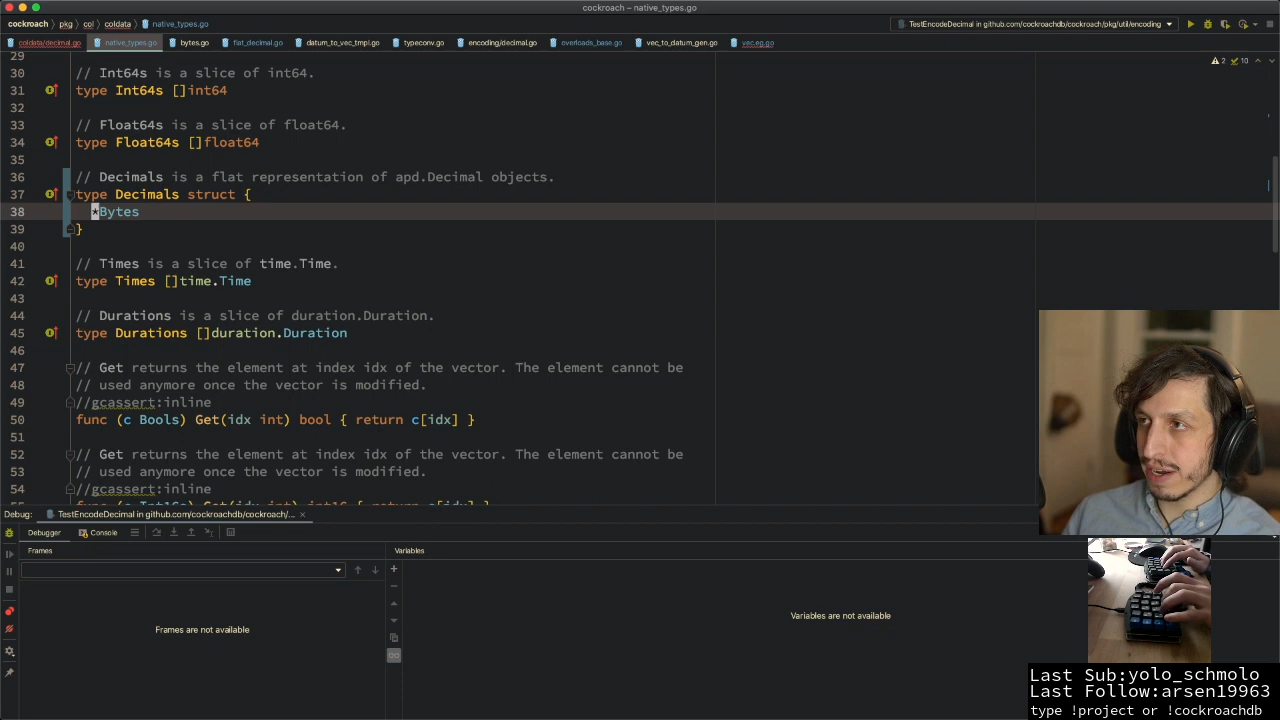 cockroach – native_types.go
cockroach › pkg › col › coldata › native_types.go
TestEncodeDecimal in github.com/cockroachdb/cockroach/pkg/util/encoding
coldata/decimal.go native_types.go bytes.go flat_decimal.go datum_to_vec_tmpl.go typeconv.go encoding/decimal.go overloads_base.go vec_to_datum_gen.go vec.eg.go
29
2 10
30 // Int64s is a slice of int64.
31 type Int64s []int64
32
33 // Float64s is a slice of float64.
34 type Float64s []float64
35
36 // Decimals is a flat representation of apd.Decimal objects.
37 type Decimals struct {
38 *Bytes
39 }
40
41 // Times is a slice of time.Time.
42 type Times []time.Time
43
44 // Durations is a slice of duration.Duration.
45 type Durations []duration.Duration
46
47 // Get returns the element at index idx of the vector. The element cannot be
48 // used anymore once the vector is modified.
49 //gcassert:inline
50 func (c Bools) Get(idx int) bool { return c[idx] }
51
52 // Get returns the element at index idx of the vector. The element cannot be
53 // used anymore once the vector is modified.
54 //gcassert:inline
func (c Int16s) Get(idx int) int16 { return c[idx] }
Debug: TestEncodeDecimal in github.com/cockroachdb/cockroach/...
Debugger Console
Frames Variables
Frames are not available
Variables are not available
Last Sub:yolo_schmolo
Last Follow:arsen19963
type !project or !cockroachdb